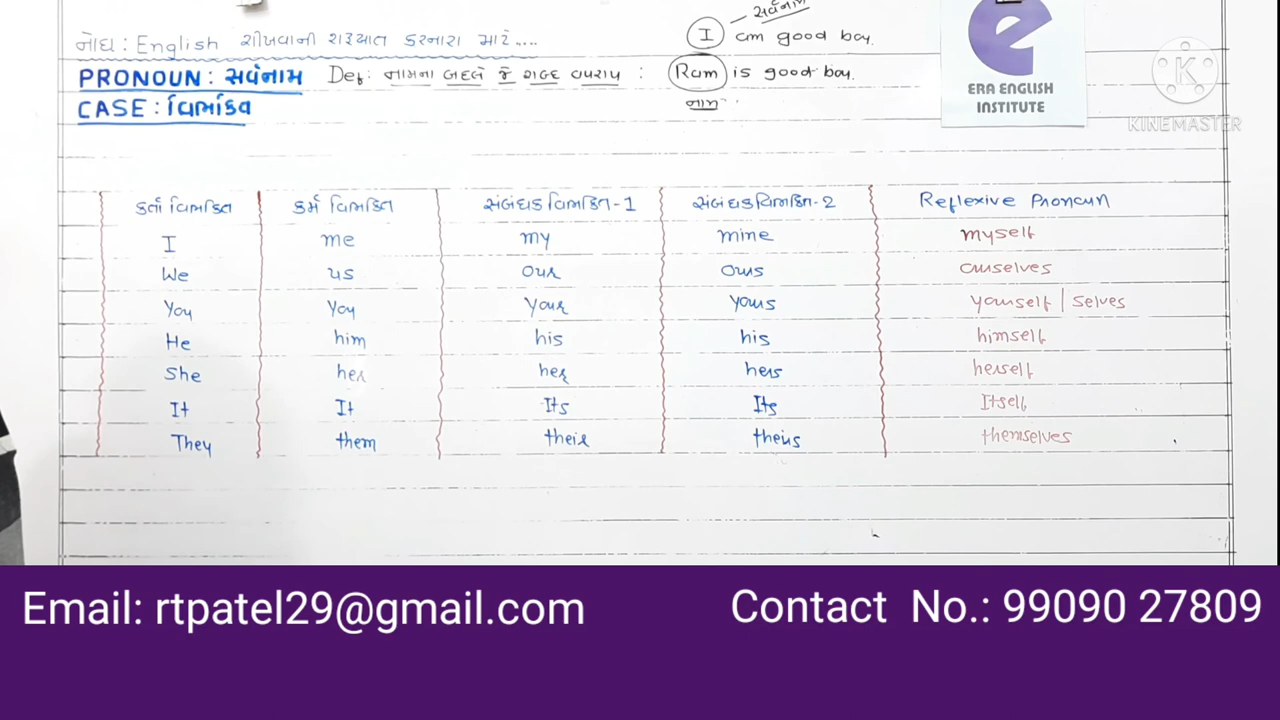 સર્વનામ
નોધ: English શીખવાની શરૂઆત કરનારા માટે.....
I am good boy.
PRONOUN: સર્વનામ Def: નામના બદલે જે શબ્દ વપરાય : Ram is good boy.
નામ
CASE: વિભક્તિ
e
ERA ENGLISH
INSTITUTE
K
KINEMASTER
કર્તા વિભક્તિ કર્મ વિભક્તિ સંબંધક વિભક્તિ-1 સંબંધક વિભક્તિ-2 Reflexive Pronoun
I me my mine myself
We us our ours ourselves
You You Your Yours yourself | selves
He him his his himself
She her her hers herself
It It Its Its Itself
They them their theirs themselves
Email: rtpatel29@gmail.com Contact No.: 99090 27809